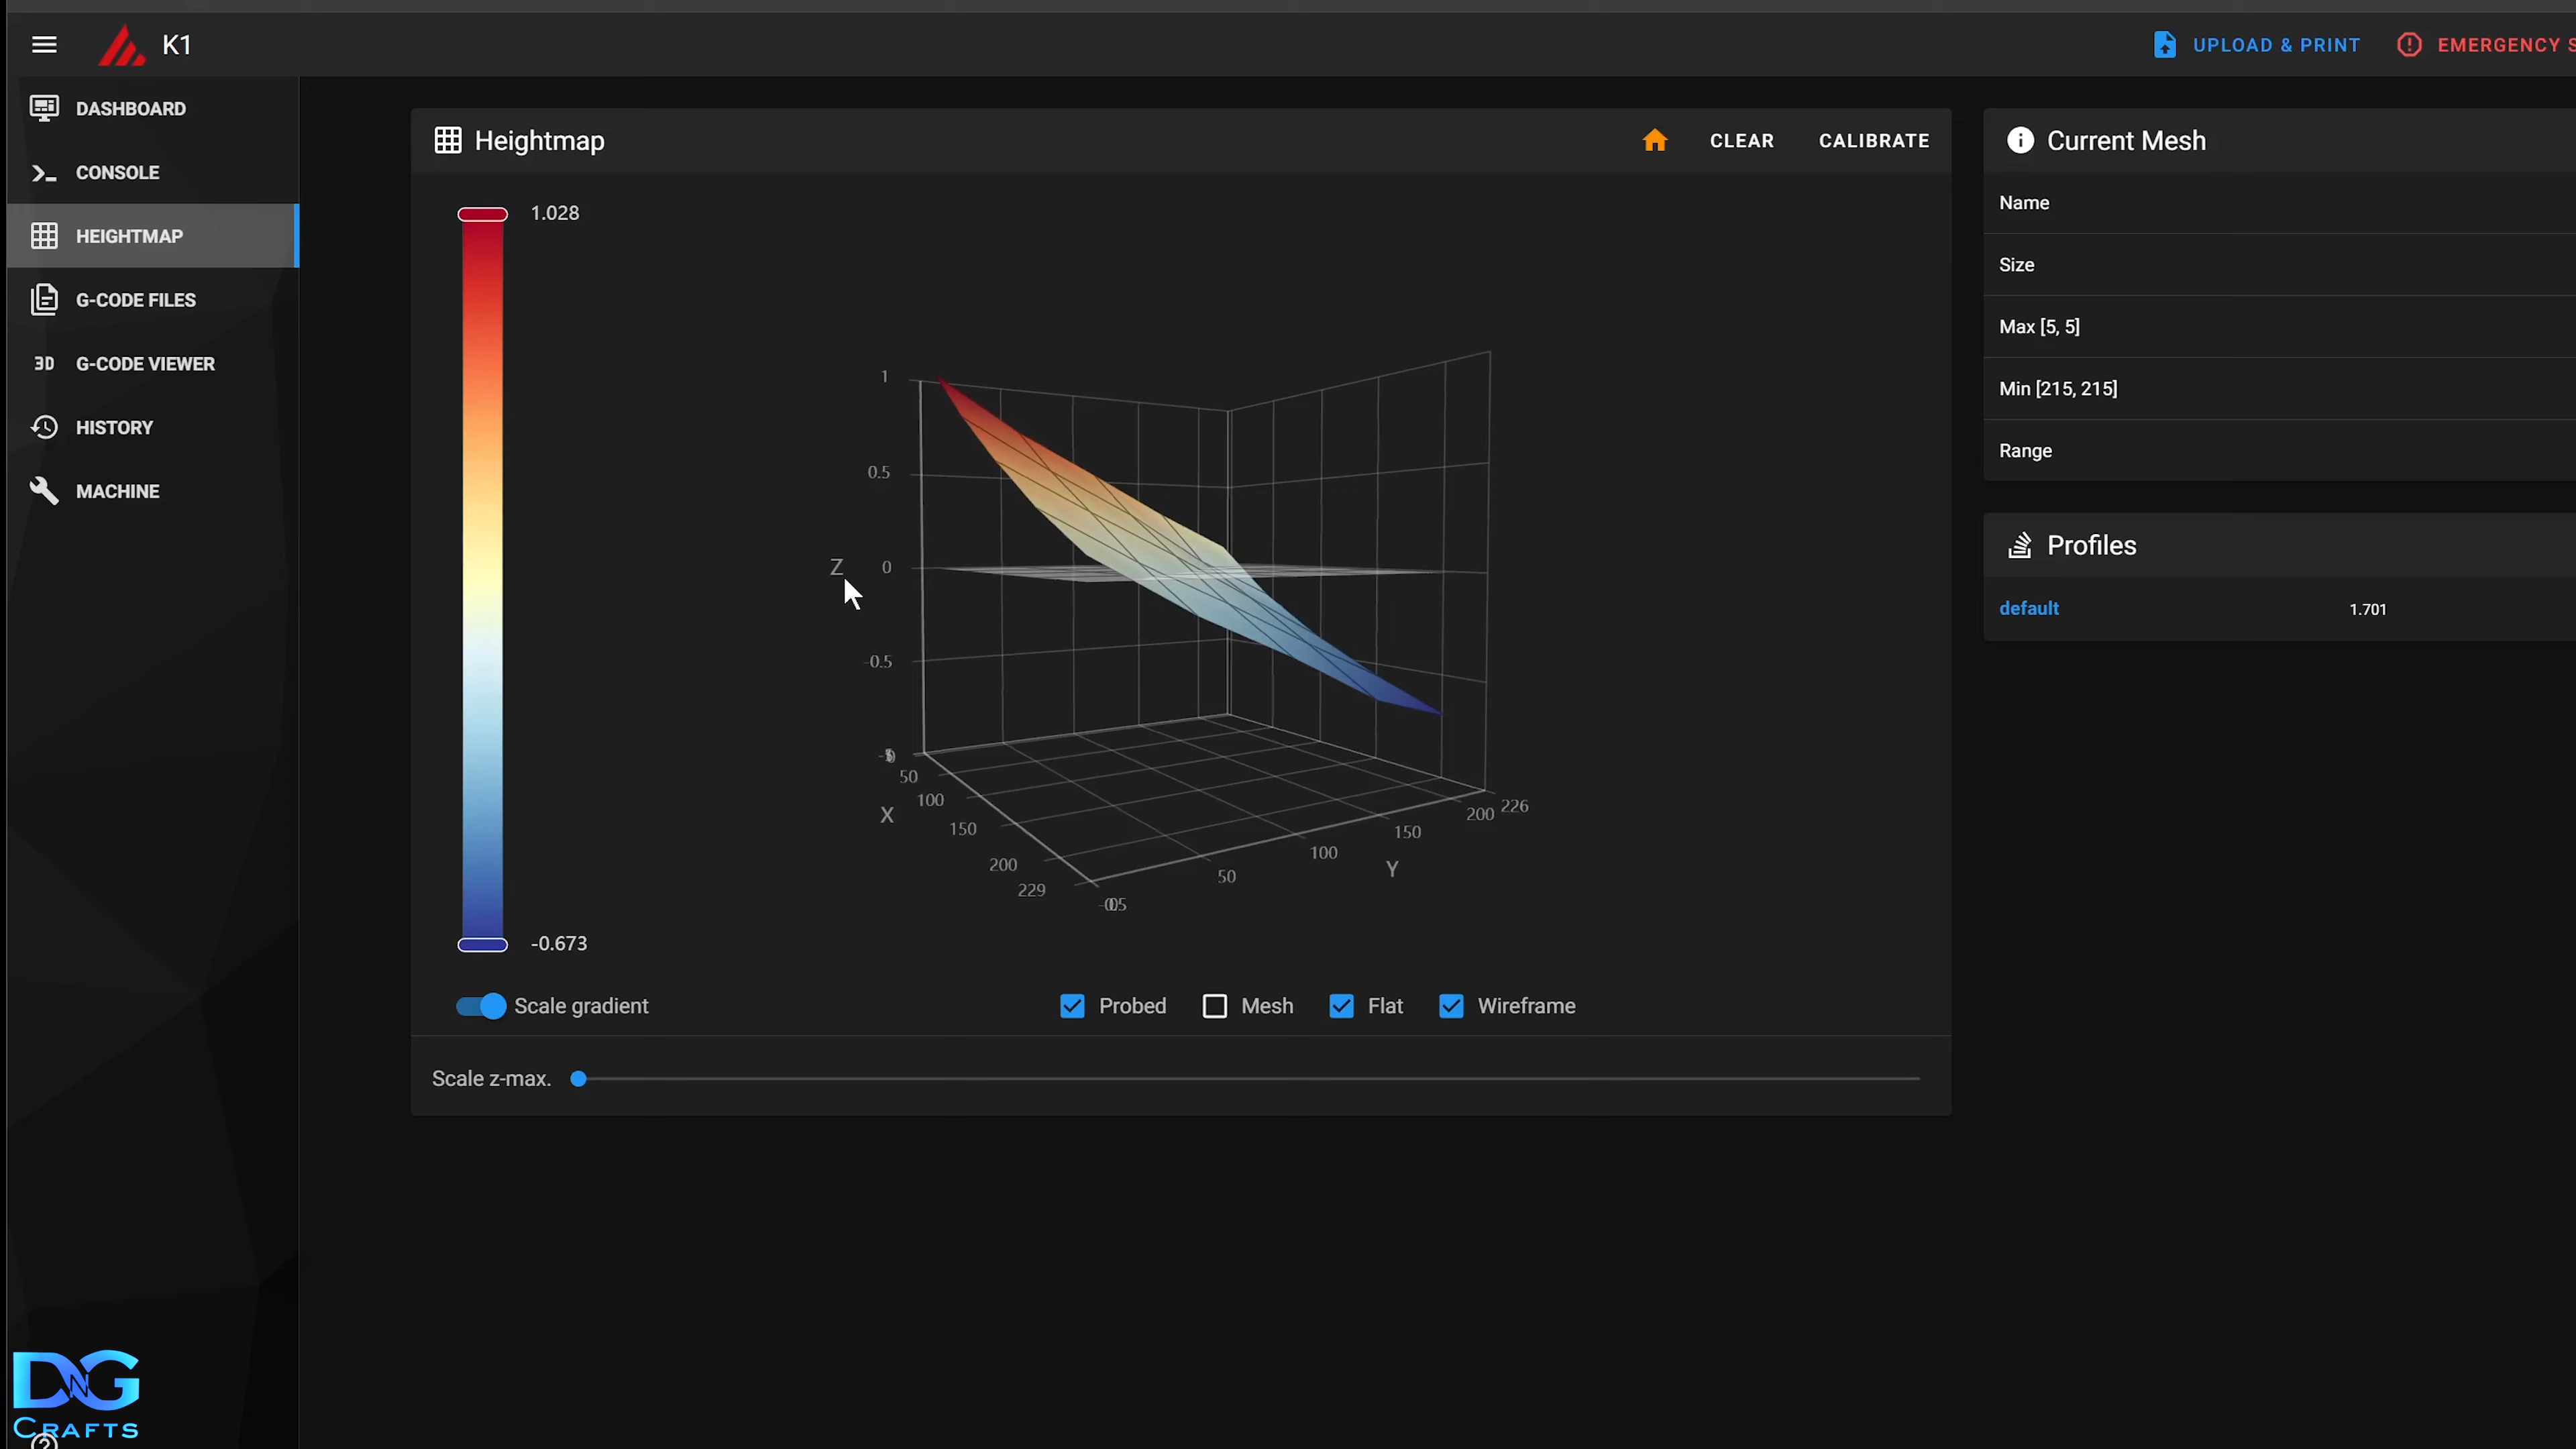 K1
UPLOAD & PRINT
EMERGENCY S
DASHBOARD
CONSOLE
HEIGHTMAP
G-CODE FILES
3D G-CODE VIEWER
HISTORY
MACHINE
Heightmap
CLEAR
CALIBRATE
1.028
-0.673
1
0.5
Z
0
-0.5
50
100
150
200
229
X
50
100
150
200
226
Y
Scale gradient
Probed
Mesh
Flat
Wireframe
Scale z-max.
Current Mesh
Name
Size
Max [5, 5]
Min [215, 215]
Range
Profiles
default 1.701
DNG
CRAFTS